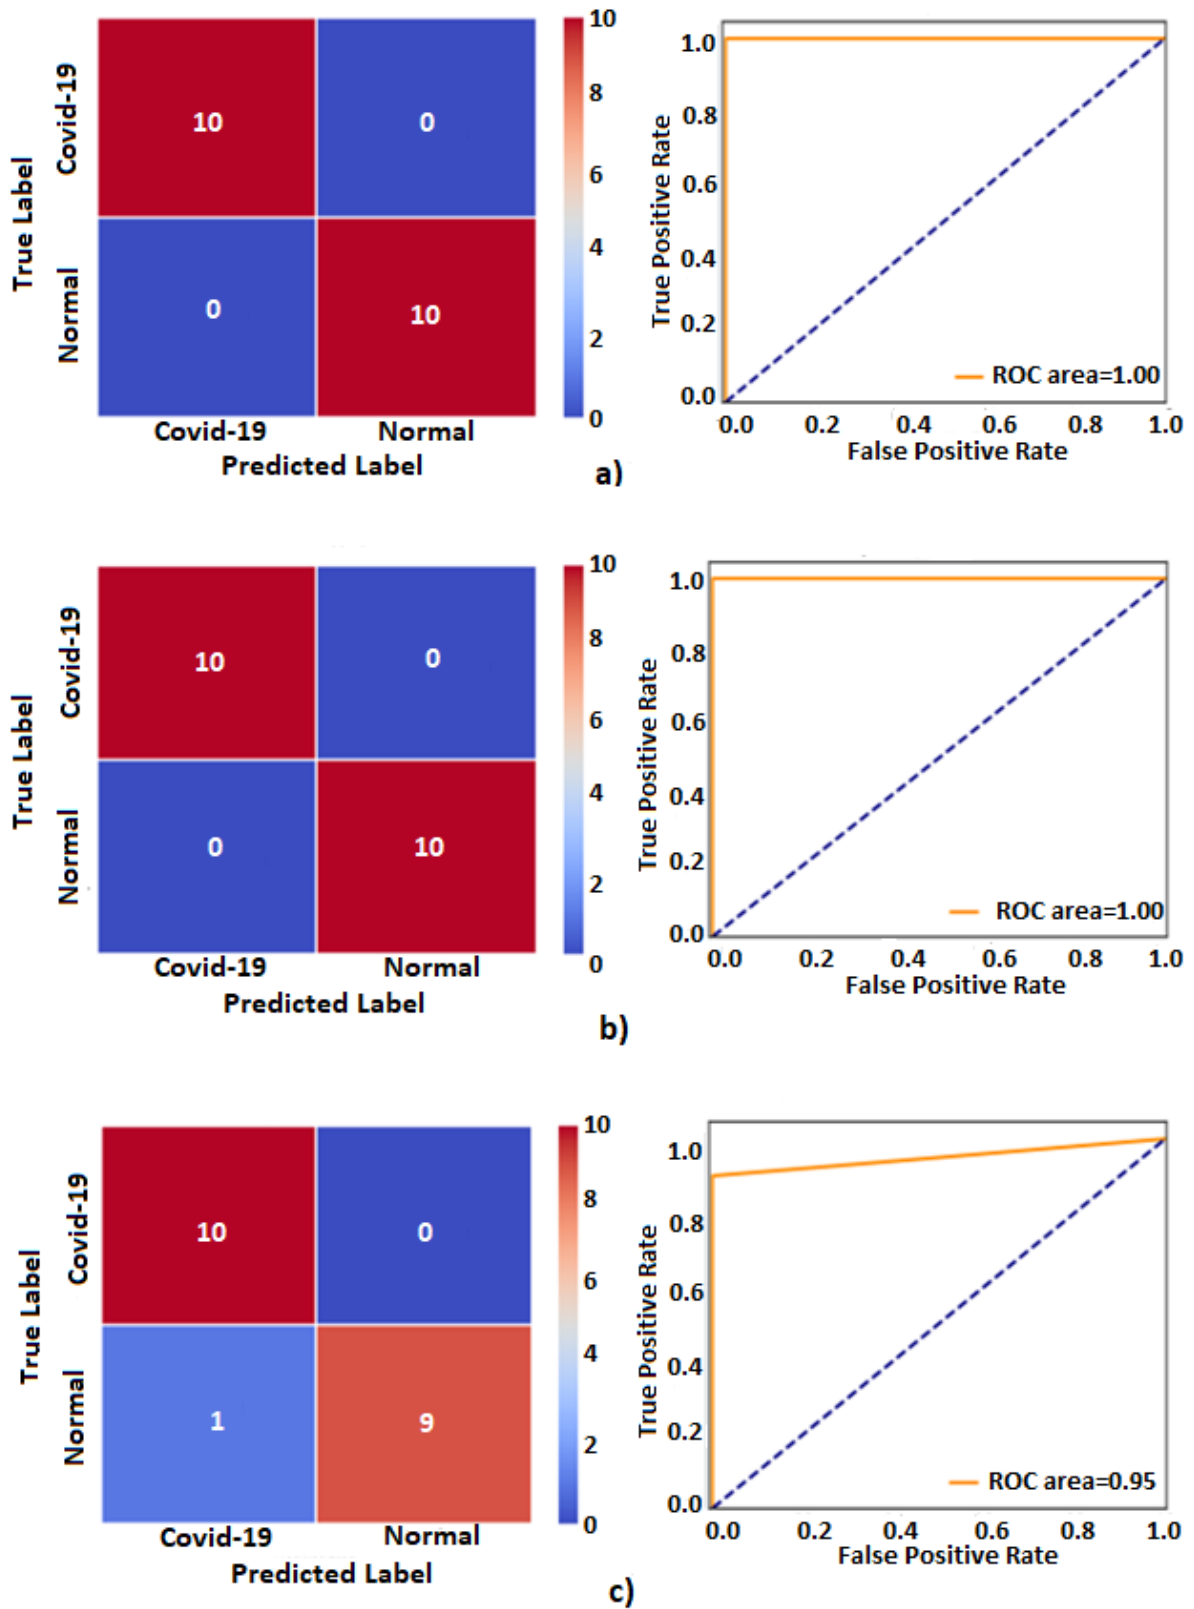 True Label
Covid-19
Normal
10
0
0
10
Covid-19
Normal
Predicted Label
10
8
6
4
2
0
True Positive Rate
1.0
0.8
0.6
0.4
0.2
0.0
ROC area=1.00
0.0
0.2
0.4
0.6
0.8
1.0
False Positive Rate
a)
True Label
Covid-19
Normal
10
0
0
10
Covid-19
Normal
Predicted Label
10
8
6
4
2
0
True Positive Rate
1.0
0.8
0.6
0.4
0.2
0.0
ROC area=1.00
0.0
0.2
0.4
0.6
0.8
1.0
False Positive Rate
b)
True Label
Covid-19
Normal
10
0
1
9
Covid-19
Normal
Predicted Label
10
8
6
4
2
0
True Positive Rate
1.0
0.8
0.6
0.4
0.2
0.0
ROC area=0.95
0.0
0.2
0.4
0.6
0.8
1.0
False Positive Rate
c)